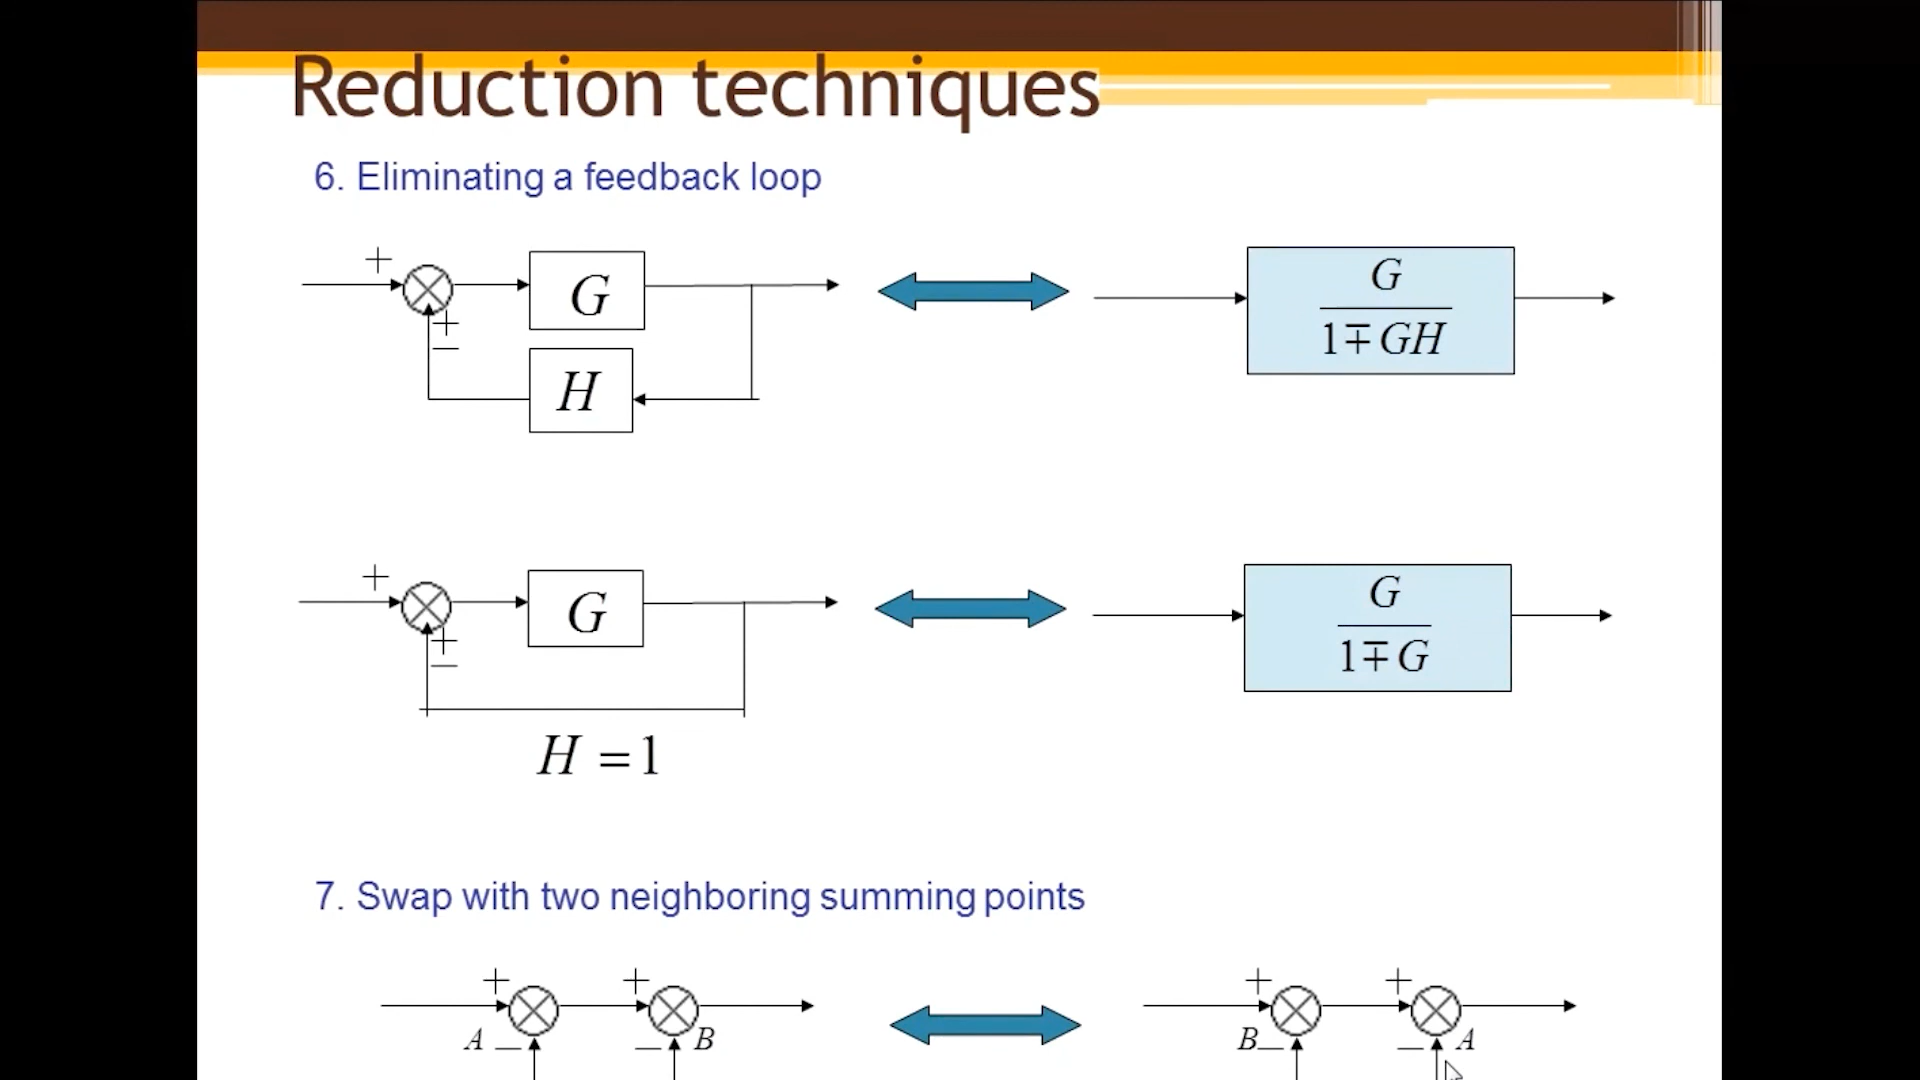 Reduction techniques
6. Eliminating a feedback loop
+
±
G
H
G
1∓GH
+
±
G
H = 1
G
1∓G
7. Swap with two neighboring summing points
+ + + +
A − − B B − − A